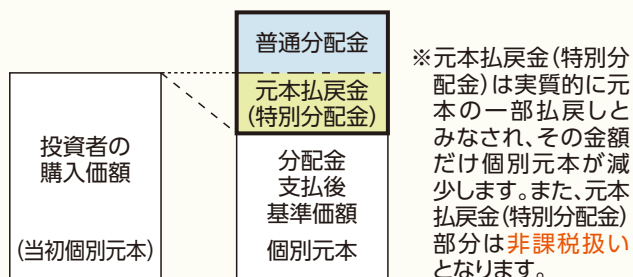 普通分配金
元本払戻金
(特別分配金)
投資者の
購入価額
(当初個別元本)
分配金
支払後
基準価額
個別元本
※元本払戻金(特別分
配金)は実質的に元
本の一部払戻しと
みなされ、その金額
だけ個別元本が減
少します。また、元本
払戻金(特別分配金)
部分は非課税扱い
となります。